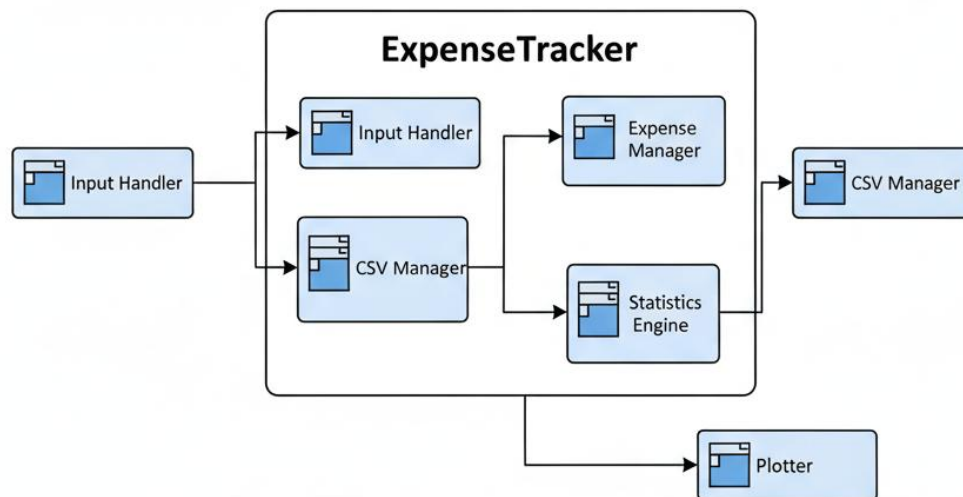 ExpenseTracker
Input Handler
Input Handler
CSV Manager
Expense
Manager
Statistics
Engine
CSV Manager
Plotter